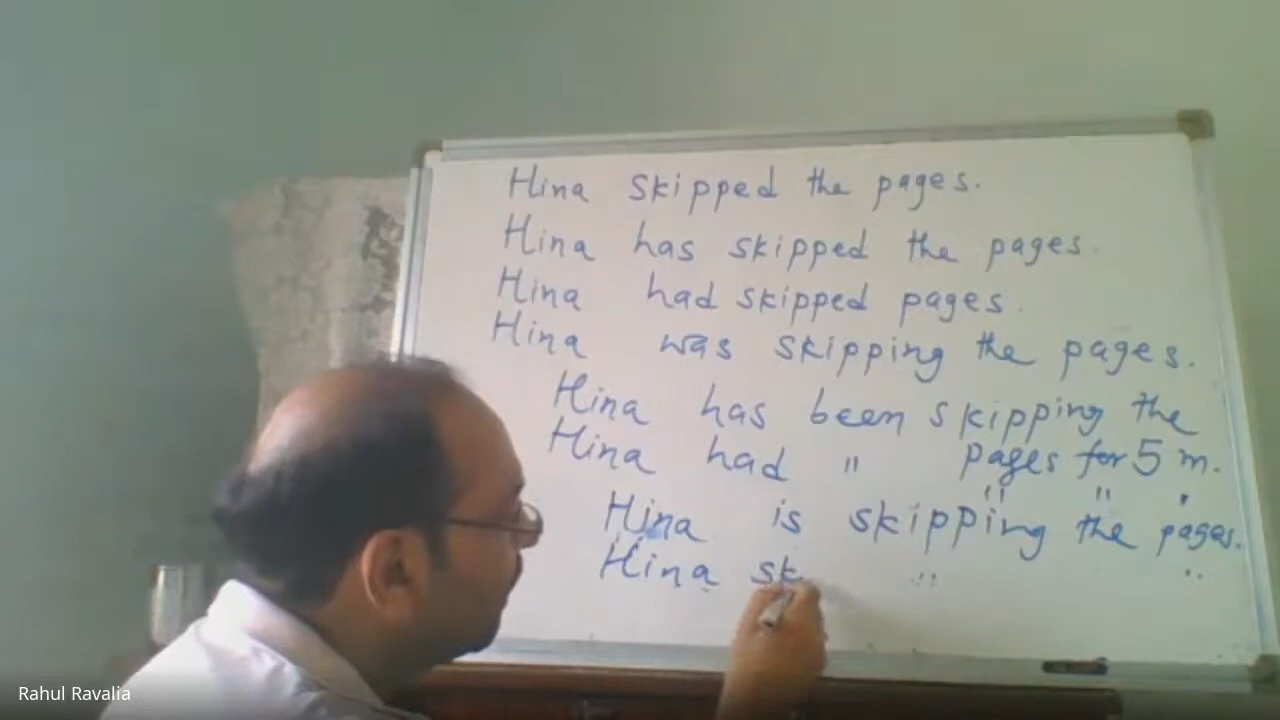 Hina skipped the pages.
Hina has skipped the pages.
Hina had skipped pages.
Hina was skipping the pages.
Hina has been skipping the
Hina had " pages for 5 m.
" " "
Hina is skipping the pages.
Hina sk
Rahul Ravalia